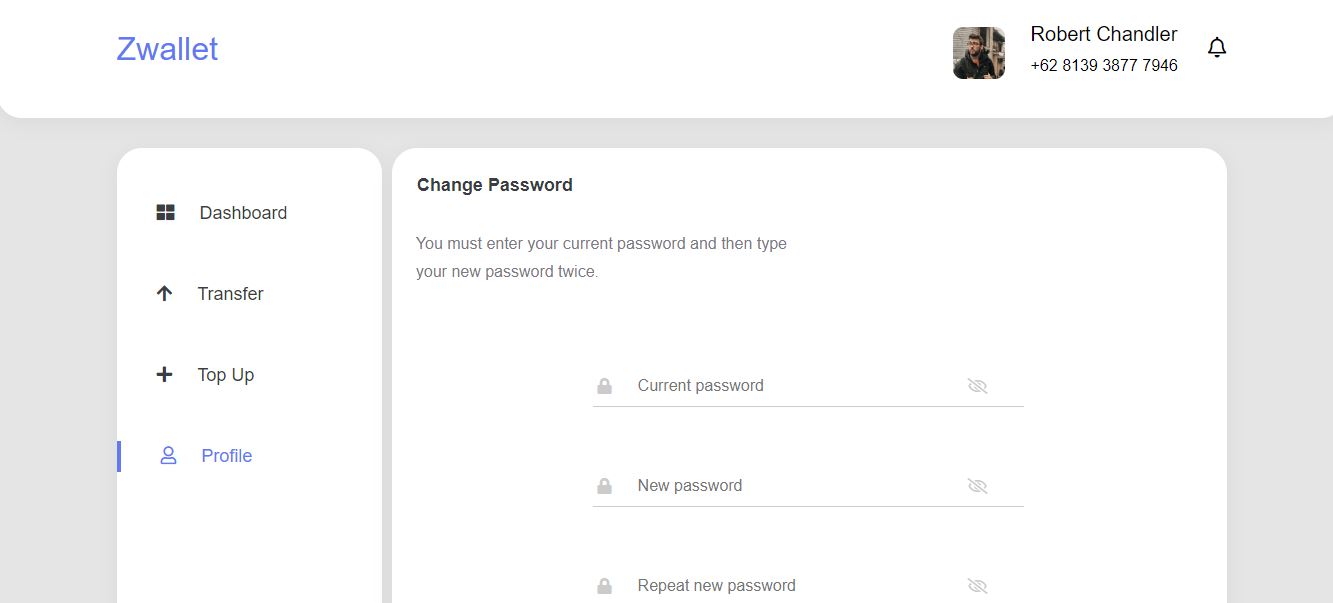 Zwallet
Robert Chandler
+62 8139 3877 7946
Dashboard
Transfer
Top Up
Profile
Change Password
You must enter your current password and then type
your new password twice.
Current password
New password
Repeat new password